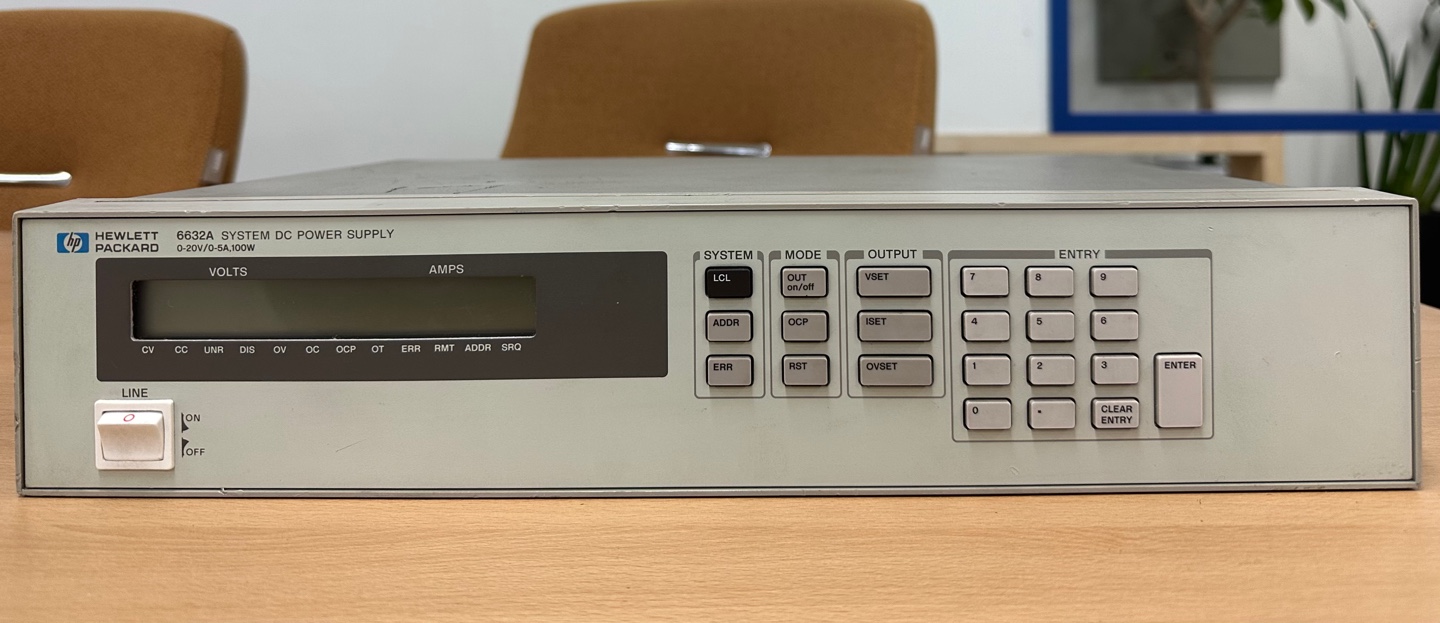 hp HEWLETT PACKARD
6632A SYSTEM DC POWER SUPPLY
0-20V/0-5A,100W
VOLTS AMPS
CV CC UNR DIS OV OC OCP OT ERR RMT ADDR SRQ
LINE
ON
OFF
SYSTEM
LCL
ADDR
ERR
MODE
OUT
on/off
OCP
RST
OUTPUT
VSET
ISET
OVSET
ENTRY
7 8 9
4 5 6
1 2 3
0 .
CLEAR
ENTRY
ENTER